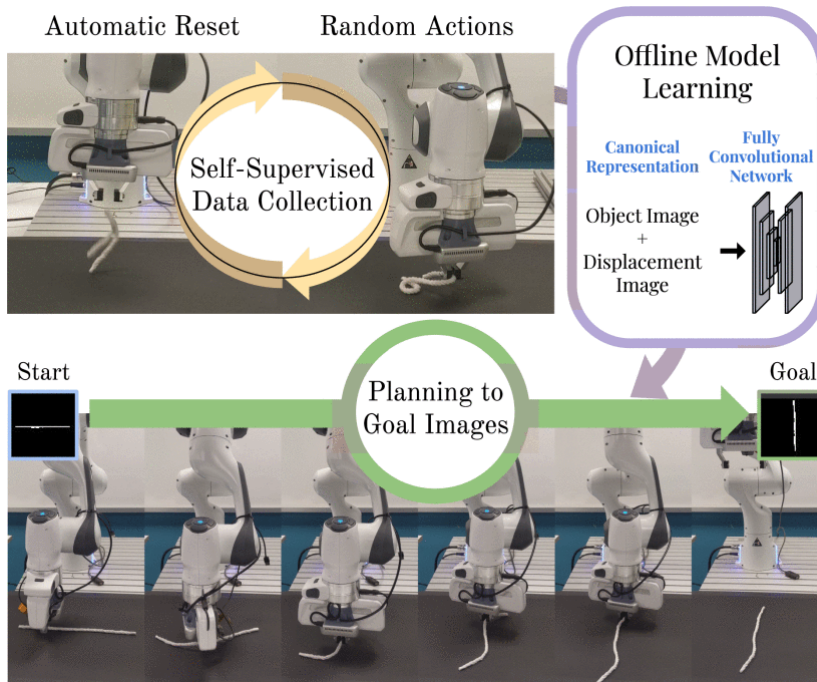 Automatic Reset
Random Actions
Self-Supervised
Data Collection
Offline Model
Learning
Canonical
Representation
Fully
Convolutional
Network
Object Image
+
Displacement
Image
Start
Planning to
Goal Images
Goal